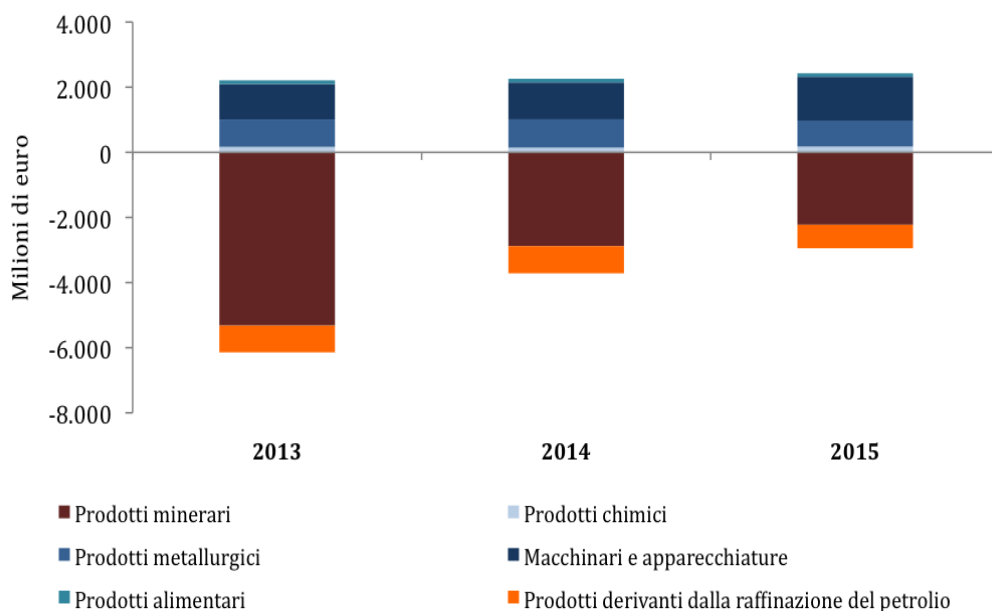 4.000
2.000
0
-2.000
-4.000
-6.000
-8.000
Milioni di euro
2013 2014 2015
Prodotti minerari Prodotti chimici
Prodotti metallurgici Macchinari e apparecchiature
Prodotti alimentari Prodotti derivanti dalla raffinazione del petrolio